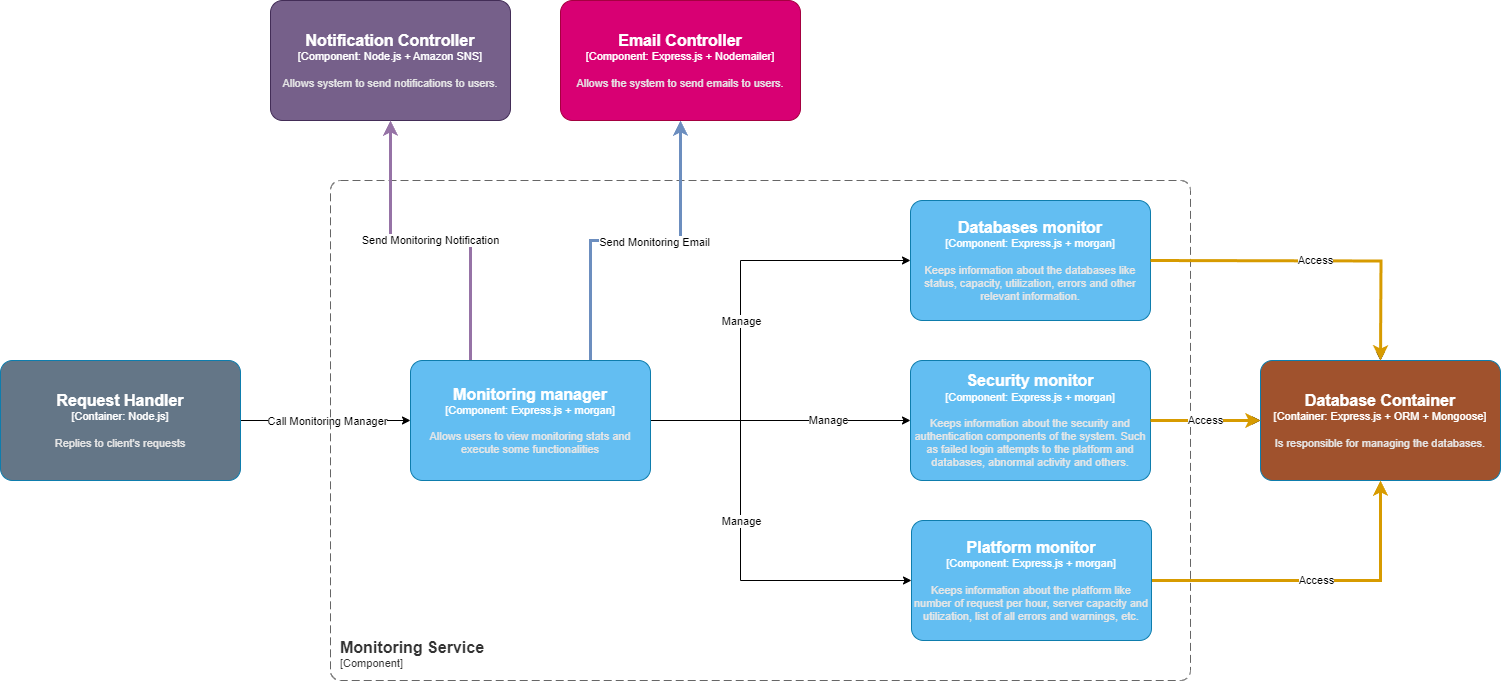 Notification Controller
[Component: Node.js + Amazon SNS]
Allows system to send notifications to users.
Email Controller
[Component: Express.js + Nodemailer]
Allows the system to send emails to users.
Send Monitoring Notification
Send Monitoring Email
Databases monitor
[Component: Express.js + morgan]
Keeps information about the databases like
status, capacity, utilization, errors and other
relevant information.
Access
Manage
Request Handler
[Container: Node.js]
Replies to client's requests
Call Monitoring Manager
Monitoring manager
[Component: Express.js + morgan]
Allows users to view monitoring stats and
execute some functionalities
Manage
Security monitor
[Component: Express.js + morgan]
Keeps information about the security and
authentication components of the system. Such
as failed login attempts to the platform and
databases, abnormal activity and others.
Access
Database Container
[Container: Express.js + ORM + Mongoose]
Is responsible for managing the databases.
Manage
Platform monitor
[Component: Express.js + morgan]
Keeps information about the platform like
number of request per hour, server capacity and
utilization, list of all errors and warnings, etc.
Access
Monitoring Service
[Component]